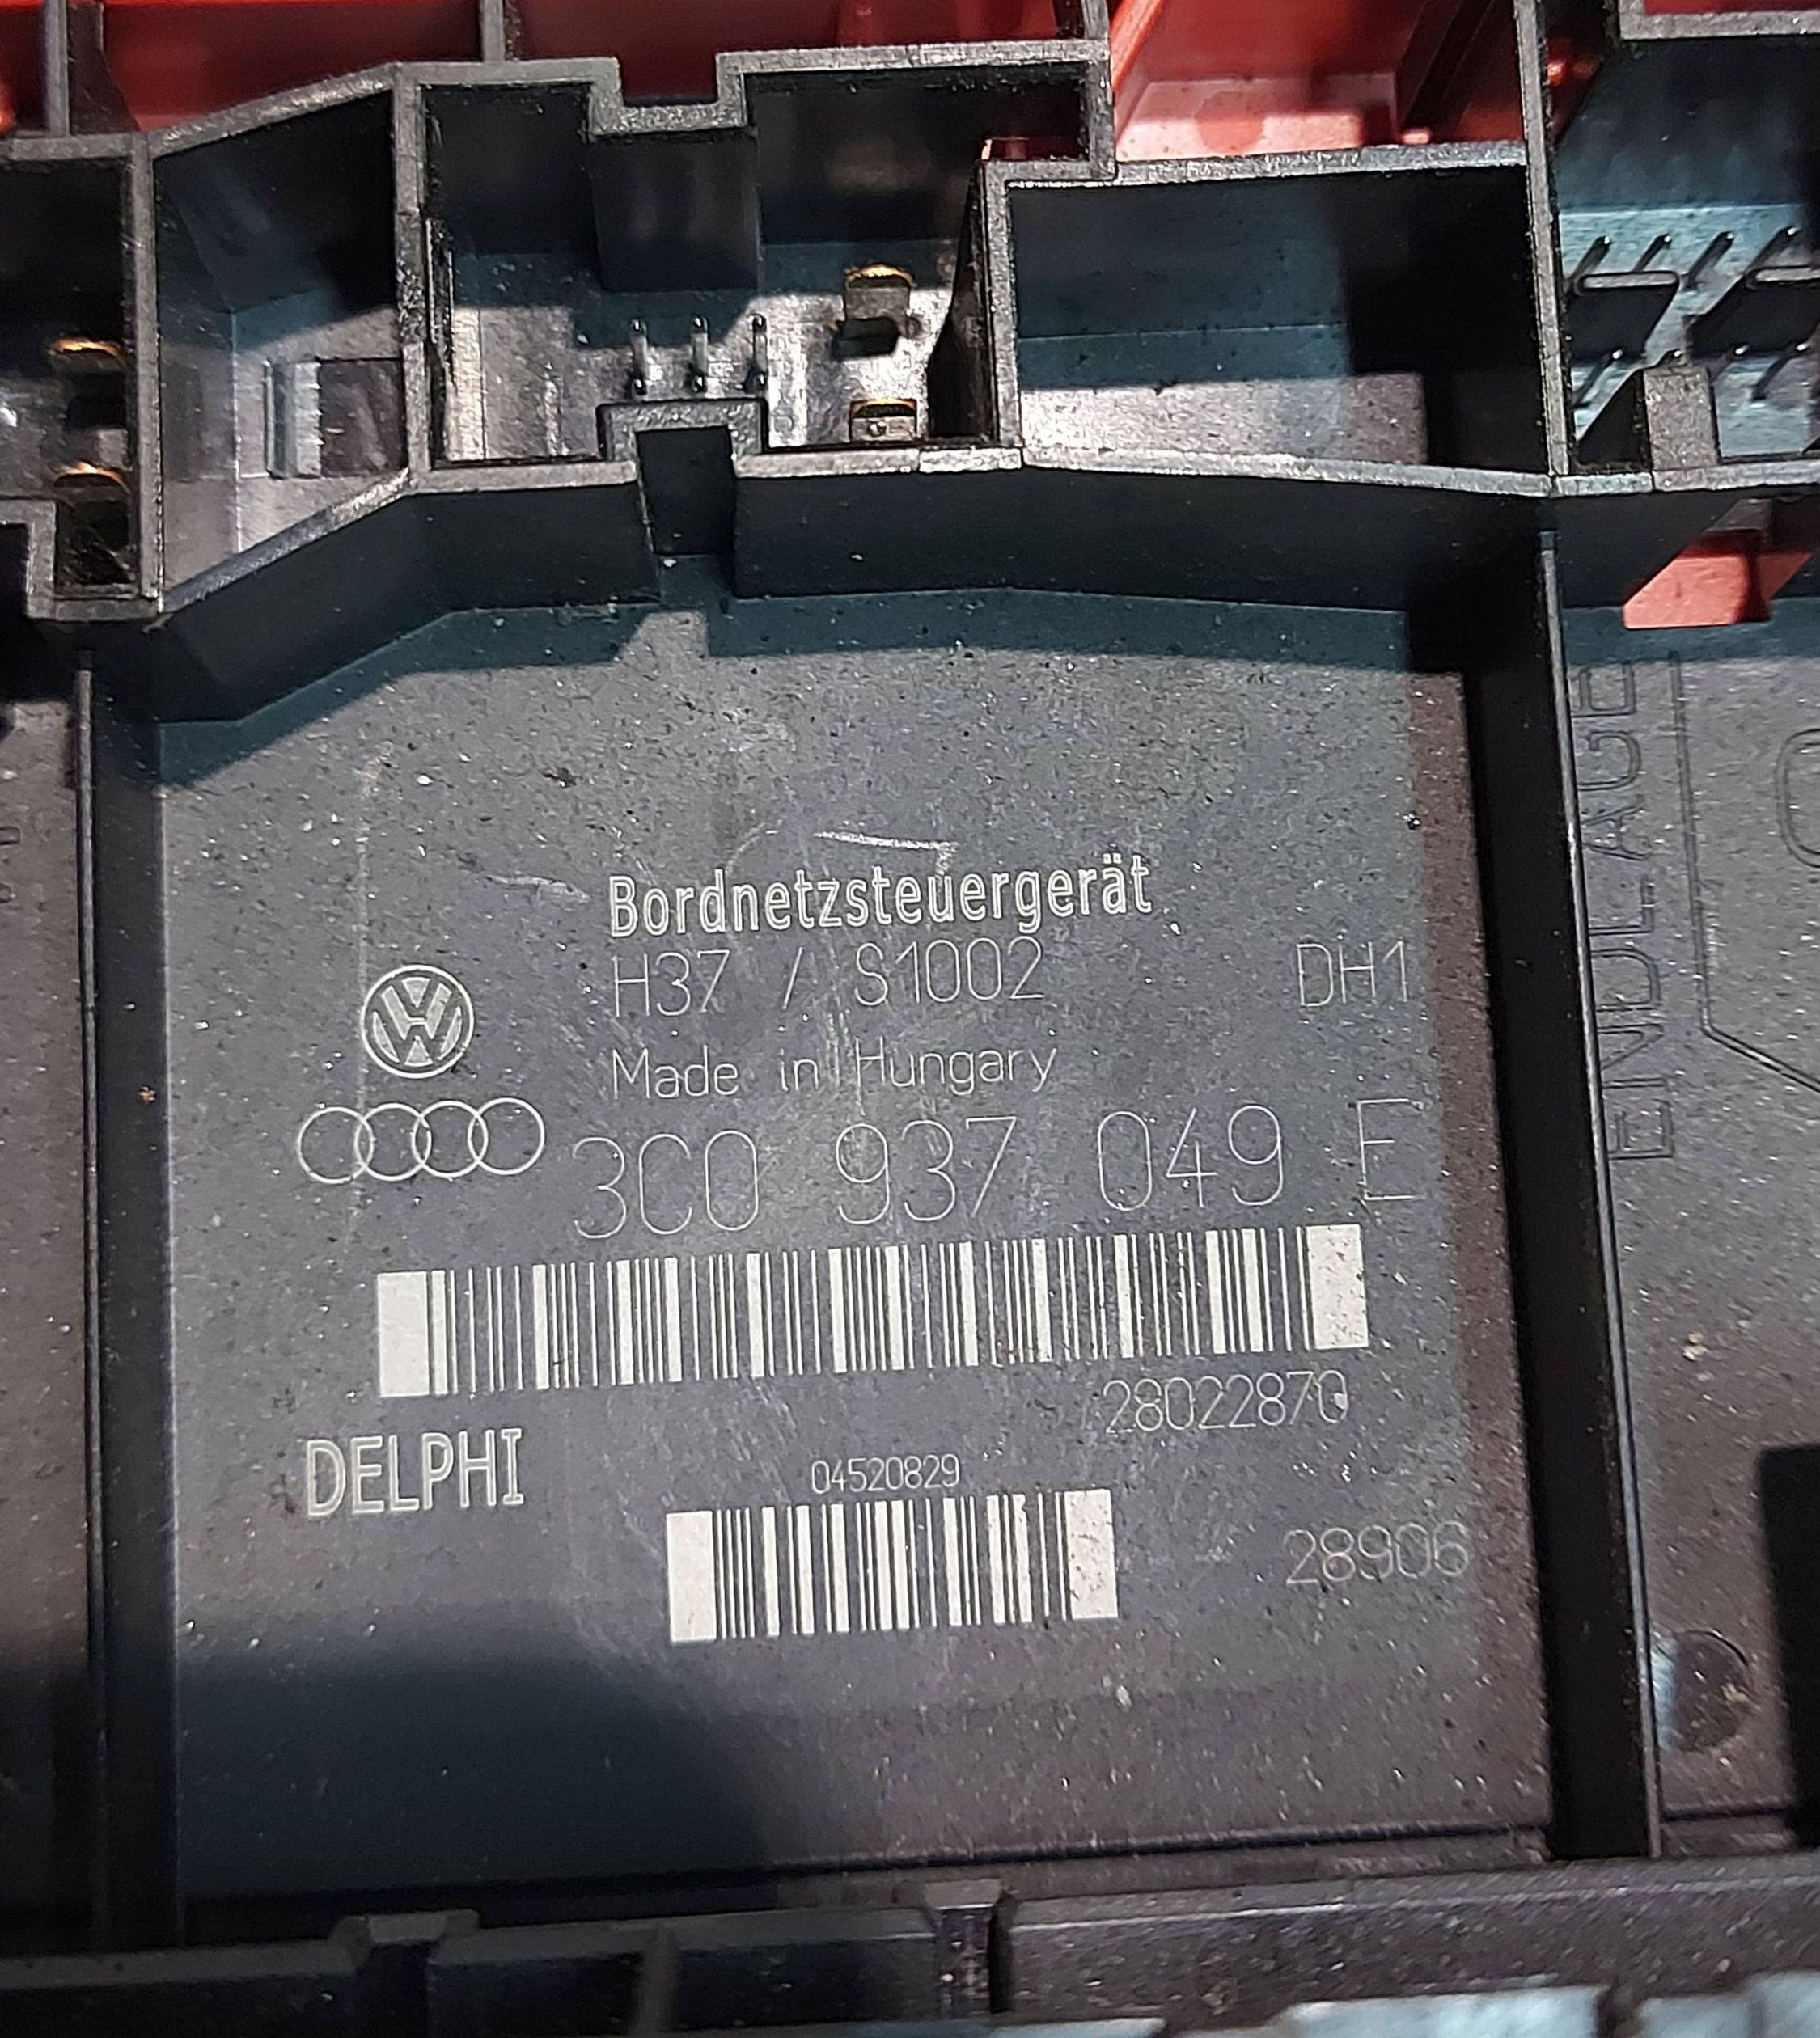 Bordnetzsteuergerät
H37 / S1002 DH1
Made in Hungary
3C0 937 049 E
28022870
DELPHI
04520829
28906